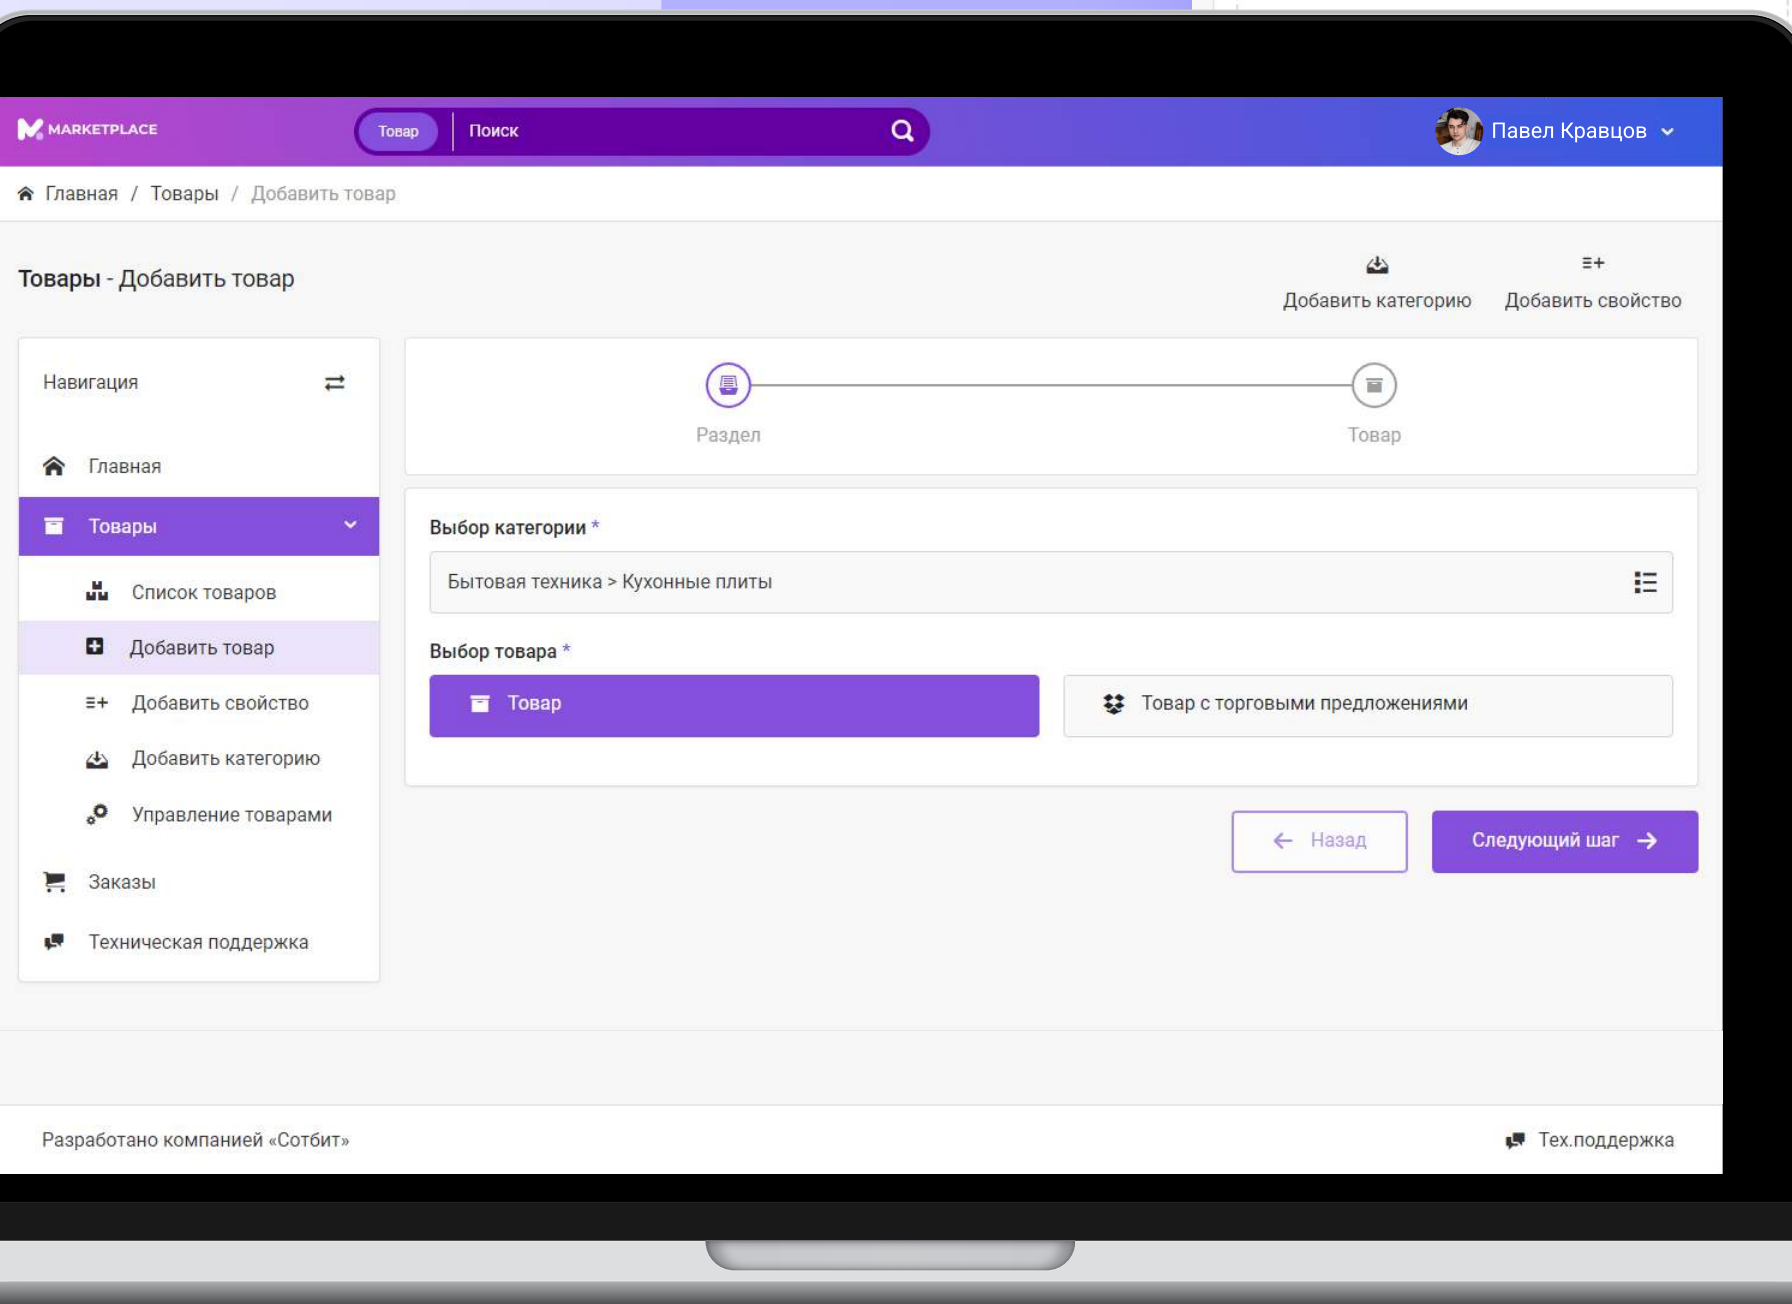 MARKETPLACE
Товар
Поиск
Павел Кравцов
Главная / Товары / Добавить товар
Товары - Добавить товар
Добавить категорию
Добавить свойство
Навигация
Главная
Товары
Список товаров
Добавить товар
Добавить свойство
Добавить категорию
Управление товарами
Заказы
Техническая поддержка
Раздел
Товар
Выбор категории *
Бытовая техника > Кухонные плиты
Выбор товара *
Товар
Товар с торговыми предложениями
Назад
Следующий шаг
Разработано компанией «Сотбит»
Тех.поддержка